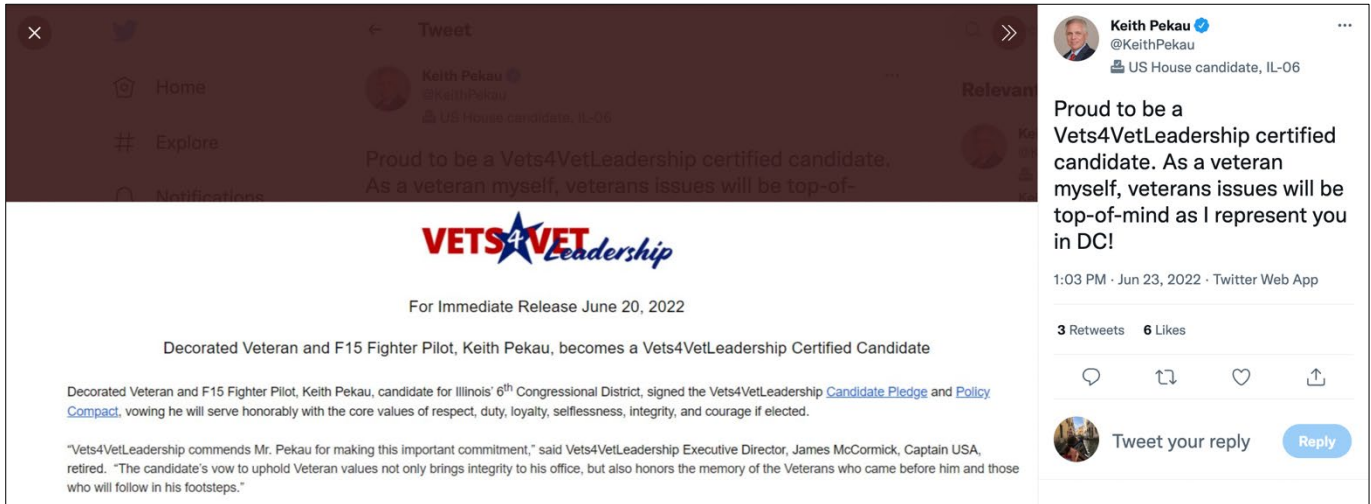 Tweet
Keith Pekau
@KeithPekau
US House candidate, IL-06
Home
Explore
Notifications
Relevan
Proud to be a Vets4VetLeadership certified candidate.
As a veteran myself, veterans issues will be top-of-
VETS4VET
Leadership
For Immediate Release June 20, 2022
Decorated Veteran and F15 Fighter Pilot, Keith Pekau, becomes a Vets4VetLeadership Certified Candidate
Decorated Veteran and F15 Fighter Pilot, Keith Pekau, candidate for Illinois' 6th Congressional District, signed the Vets4VetLeadership Candidate Pledge and Policy
Compact, vowing he will serve honorably with the core values of respect, duty, loyalty, selflessness, integrity, and courage if elected.
"Vets4VetLeadership commends Mr. Pekau for making this important commitment," said Vets4VetLeadership Executive Director, James McCormick, Captain USA,
retired. "The candidate's vow to uphold Veteran values not only brings integrity to his office, but also honors the memory of the Veterans who came before him and those
who will follow in his footsteps."
Keith Pekau
@KeithPekau
US House candidate, IL-06
Proud to be a
Vets4VetLeadership certified
candidate. As a veteran
myself, veterans issues will be
top-of-mind as I represent you
in DC!
1:03 PM · Jun 23, 2022 · Twitter Web App
3 Retweets 6 Likes
Tweet your reply
Reply